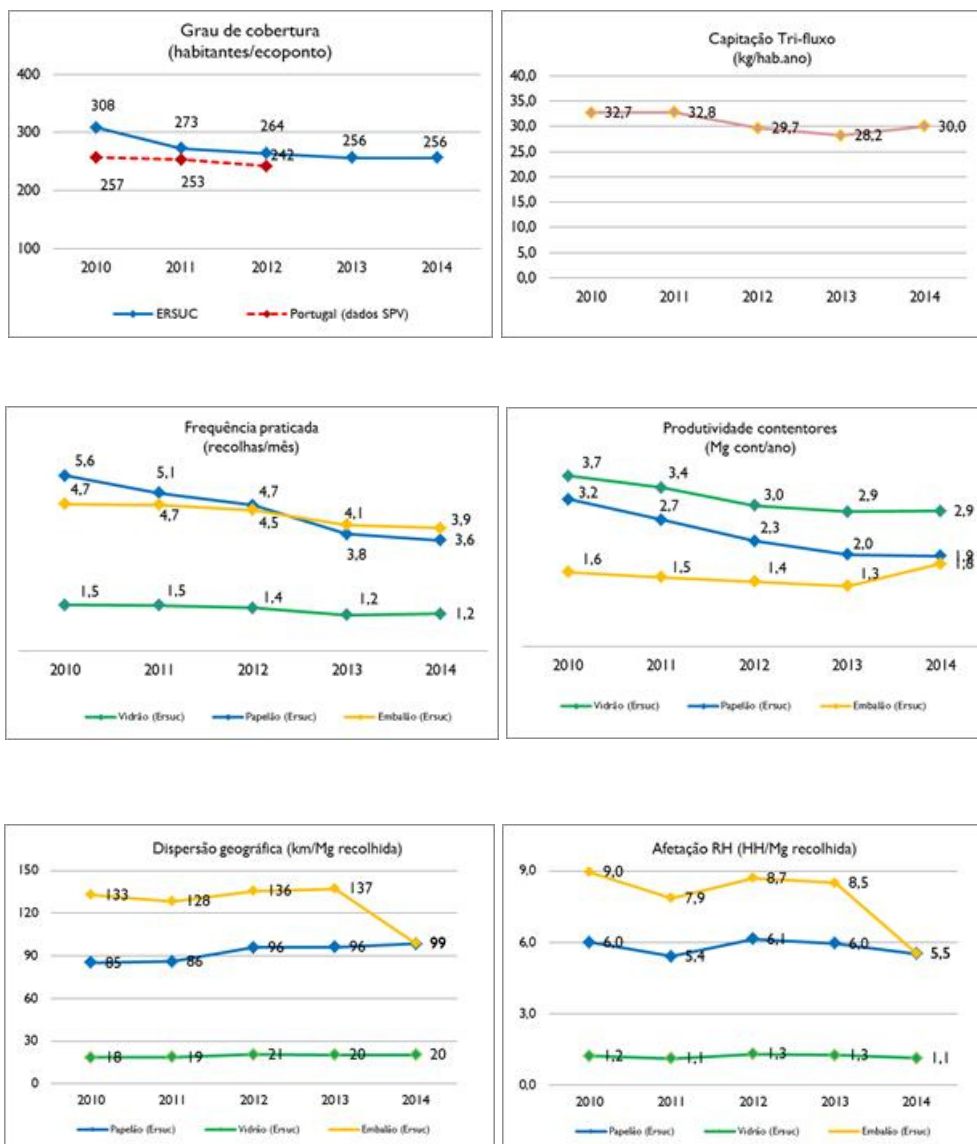 Grau de cobertura
(habitantes/ecoponto)
400
308
300
273
264
256
256
242
257
253
200
100
2010 2011 2012 2013 2014
ERSUC Portugal (dados SPV)
Capitação Tri-fluxo
(kg/hab.ano)
40,0
35,0
32,7 32,8 29,7 28,2 30,0
30,0
25,0
20,0
15,0
10,0
5,0
0,0
2010 2011 2012 2013 2014
Frequência praticada
(recolhas/mês)
5,6 5,1 4,7 3,8 3,6
4,7 4,7 4,5 4,1 3,9
1,5 1,5 1,4 1,2 1,2
2010 2011 2012 2013 2014
Vidrão (Ersuc) Papelão (Ersuc) Embalão (Ersuc)
Produtividade contentores
(Mg cont/ano)
3,7 3,4 3,0 2,9 2,9
3,2 2,7 2,3 2,0 1,9
1,6 1,5 1,4 1,3 1,8
2010 2011 2012 2013 2014
Vidrão (Ersuc) Papelão (Ersuc) Embalão (Ersuc)
Dispersão geográfica (km/Mg recolhida)
150
133 128 136 137 99
120
90
85 86 96 96
60
30
18 19 21 20 20
0
2010 2011 2012 2013 2014
Papelão (Ersuc) Vidrão (Ersuc) Embalão (Ersuc)
Afetação RH (HH/Mg recolhida)
9,0
9,0 7,9 8,7 8,5 5,5
6,0
6,0 5,4 6,1 6,0
3,0
1,2 1,1 1,3 1,3 1,1
0,0
2010 2011 2012 2013 2014
Papelão (Ersuc) Vidrão (Ersuc) Embalão (Ersuc)